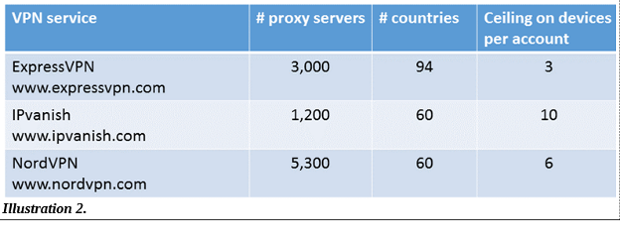 VPN service # proxy servers # countries Ceiling on devices
per account
ExpressVPN 3,000 94 3
www.expressvpn.com
IPvanish 1,200 60 10
www.ipvanish.com
NordVPN 5,300 60 6
www.nordvpn.com
Illustration 2.